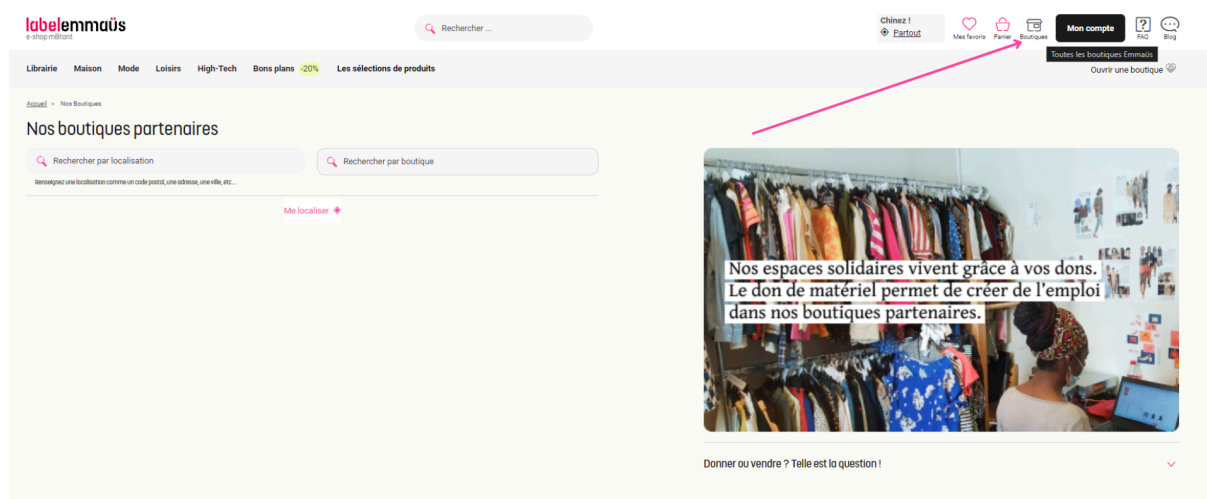 labelemmaüs
e-shop militant
Rechercher ...
Chinez !
Partout
Mes favoris
Panier
Boutiques
Mon compte
FAQ
Blog
Toutes les boutiques Emmaüs
Librairie Maison Mode Loisirs High-Tech Bons plans -20% Les sélections de produits
Ouvrir une boutique
Accueil > Nos Boutiques
Nos boutiques partenaires
Rechercher par localisation
Rechercher par boutique
Renseignez une localisation comme un code postal, une adresse, une ville, etc...
Me localiser
Nos espaces solidaires vivent grâce à vos dons.
Le don de matériel permet de créer de l'emploi
dans nos boutiques partenaires.
Donner ou vendre ? Telle est la question !